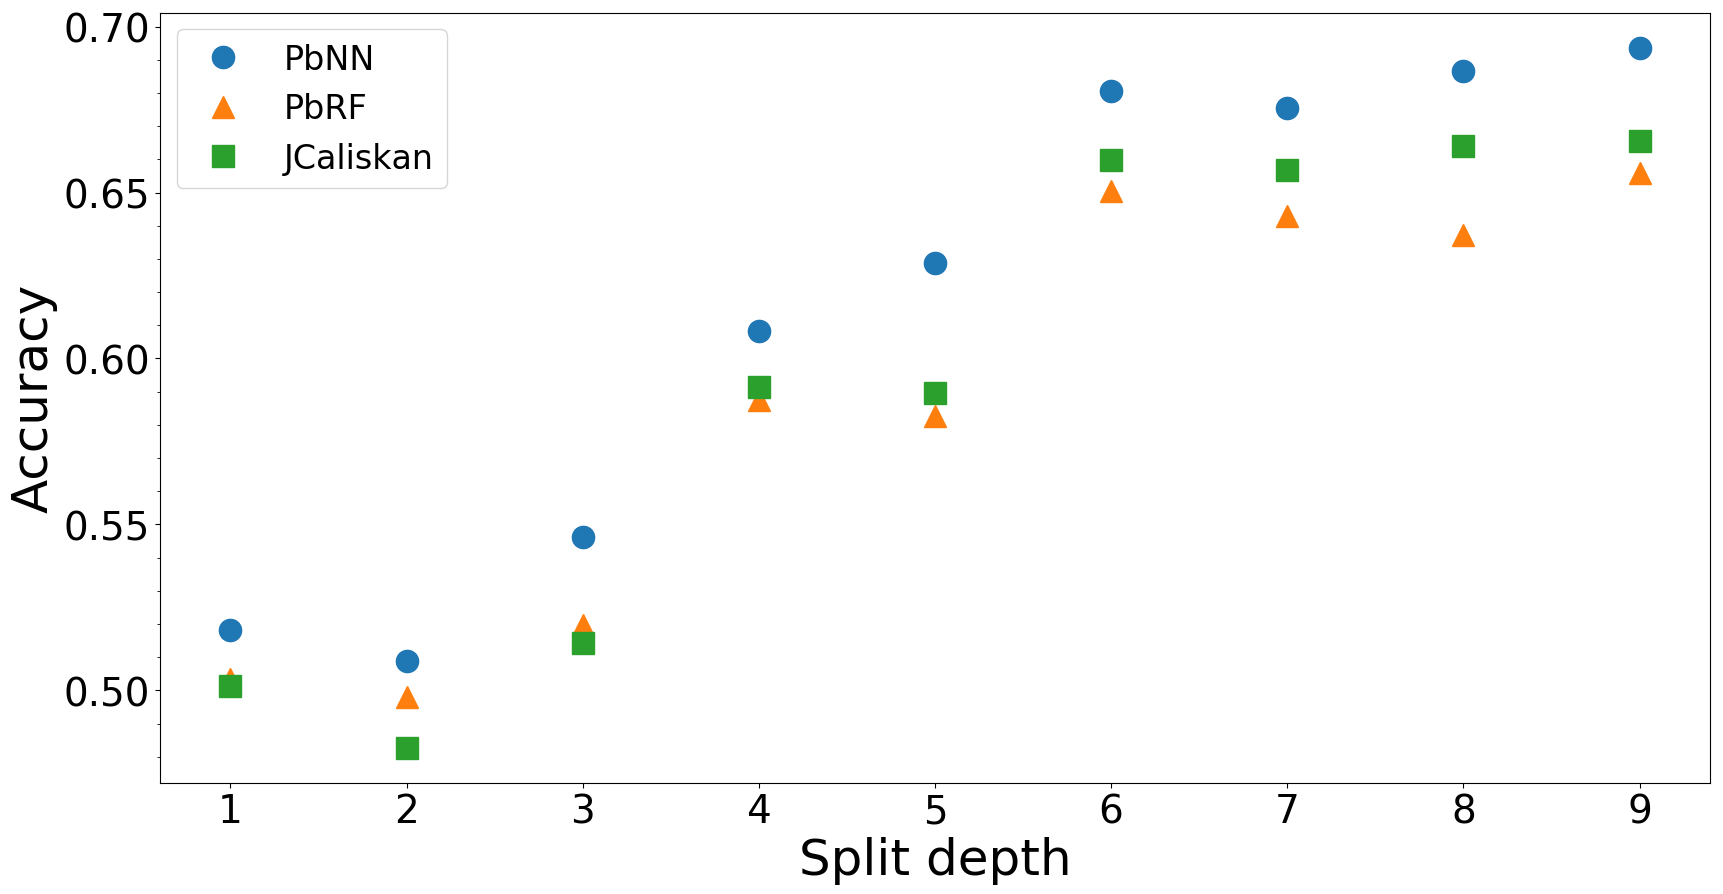 PbNN
PbRF
JCaliskan
0.70
0.65
0.60
0.55
0.50
Accuracy
1 2 3 4 5 6 7 8 9
Split depth